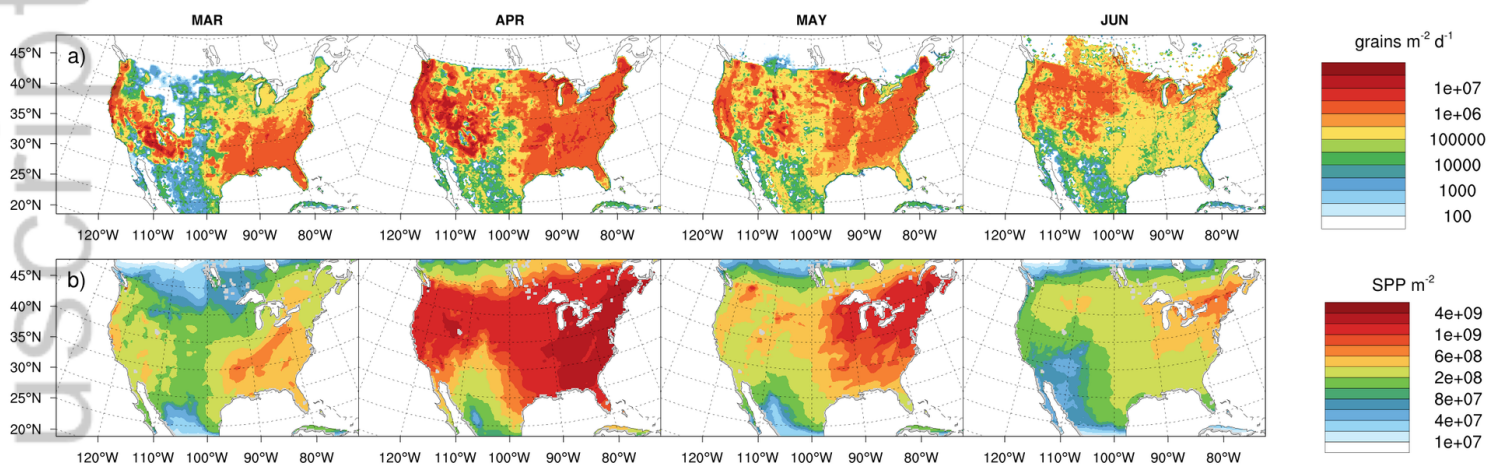 MAR APR MAY JUN
a)
45°N
40°N
35°N
30°N
25°N
20°N
120°W 110°W 100°W 90°W 80°W 120°W 110°W 100°W 90°W 80°W 120°W 110°W 100°W 90°W 80°W 120°W 110°W 100°W 90°W 80°W
grains m⁻² d⁻¹
1e+07
1e+06
100000
10000
1000
100
b)
45°N
40°N
35°N
30°N
25°N
20°N
120°W 110°W 100°W 90°W 80°W 120°W 110°W 100°W 90°W 80°W 120°W 110°W 100°W 90°W 80°W 120°W 110°W 100°W 90°W 80°W
SPP m⁻²
4e+09
1e+09
6e+08
2e+08
8e+07
4e+07
1e+07